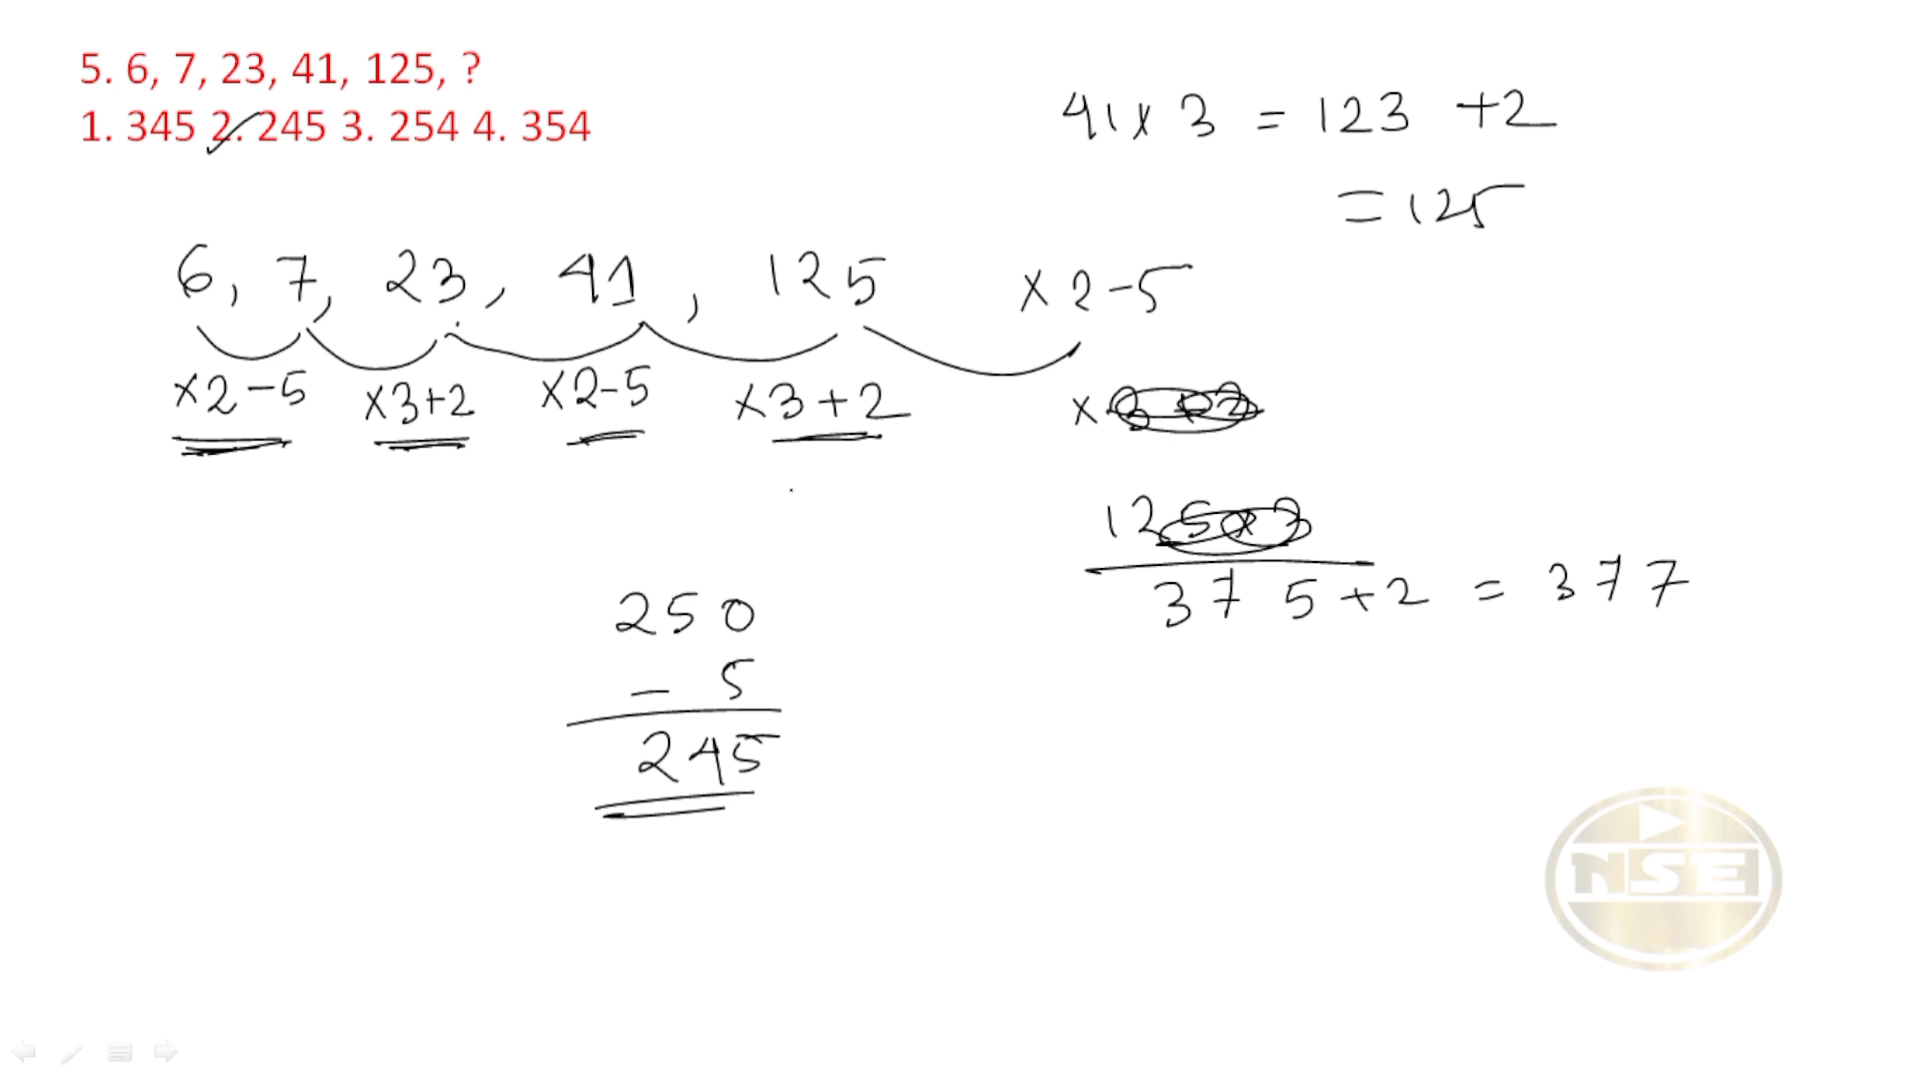 5. 6, 7, 23, 41, 125, ?
1. 345 2. 245 3. 254 4. 354
41 x 3 = 123 +2
= 125
6, 7, 23, 41, 125 x2-5
x2-5 x3+2 x2-5 x3+2 x
125x3
375+2 = 377
250
- 5
245
NSE